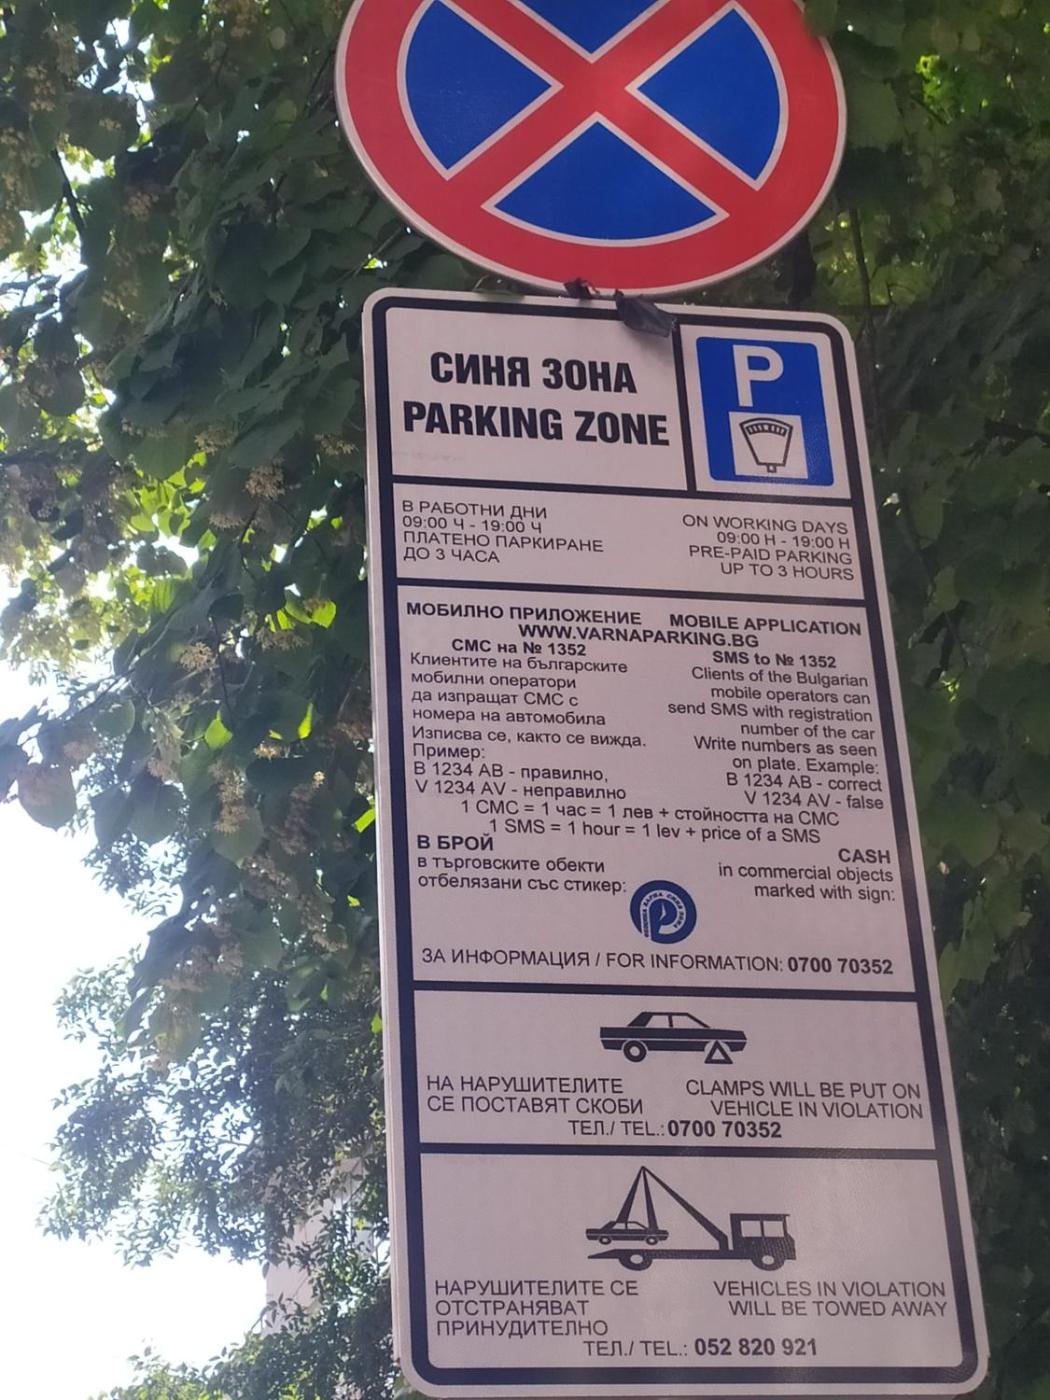 СИНЯ ЗОНА
PARKING ZONE
P
В РАБОТНИ ДНИ
09:00 Ч - 19:00 Ч
ПЛАТЕНО ПАРКИРАНЕ
ДО 3 ЧАСА
ON WORKING DAYS
09:00 H - 19:00 H
PRE-PAID PARKING
UP TO 3 HOURS
МОБИЛНО ПРИЛОЖЕНИЕ MOBILE APPLICATION
WWW.VARNAPARKING.BG
СМС на № 1352
Клиентите на българските
мобилни оператори
да изпращат СМС с
номера на автомобила
Изписва се, както се вижда.
Пример:
В 1234 АВ - правилно,
V 1234 AV - неправилно
SMS to № 1352
Clients of the Bulgarian
mobile operators can
send SMS with registration
number of the car
Write numbers as seen
on plate. Example:
B 1234 AB - correct
V 1234 AV - false
1 СМС = 1 час = 1 лев + стойността на СМС
1 SMS = 1 hour = 1 lev + price of a SMS
В БРОЙ
в търговските обекти
отбелязани със стикер:
CASH
in commercial objects
marked with sign:
ЗА ИНФОРМАЦИЯ / FOR INFORMATION: 0700 70352
НА НАРУШИТЕЛИТЕ
СЕ ПОСТАВЯТ СКОБИ
CLAMPS WILL BE PUT ON
VEHICLE IN VIOLATION
ТЕЛ./ TEL.: 0700 70352
НАРУШИТЕЛИТЕ СЕ
ОТСТРАНЯВАТ
ПРИНУДИТЕЛНО
VEHICLES IN VIOLATION
WILL BE TOWED AWAY
ТЕЛ./ TEL.: 052 820 921